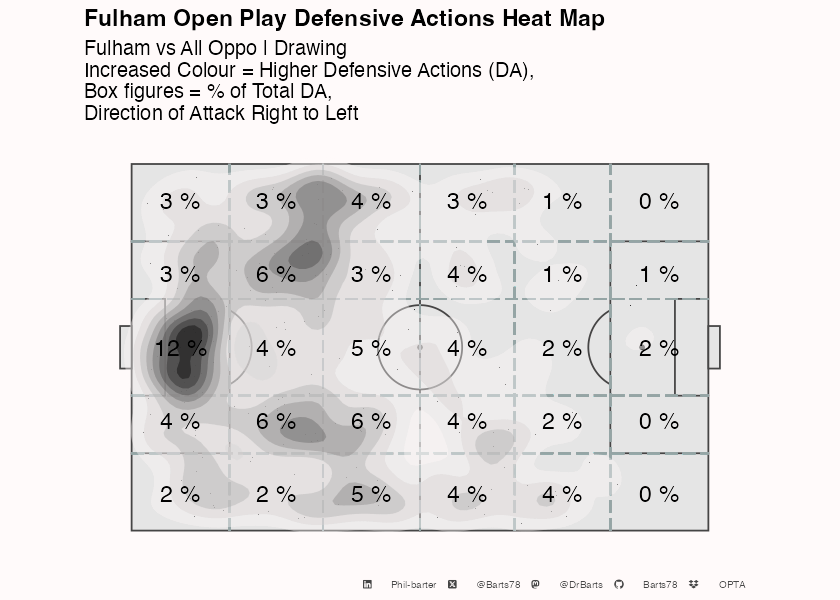 Fulham Open Play Defensive Actions Heat Map
Fulham vs All Oppo | Drawing
Increased Colour = Higher Defensive Actions (DA),
Box figures = % of Total DA,
Direction of Attack Right to Left
3 % 3 % 4 % 3 % 1 % 0 %
3 % 6 % 3 % 4 % 1 % 1 %
12 % 4 % 5 % 4 % 2 % 2 %
4 % 6 % 6 % 4 % 2 % 0 %
2 % 2 % 5 % 4 % 4 % 0 %
Phil-barter @Barts78 @DrBarts Barts78 OPTA